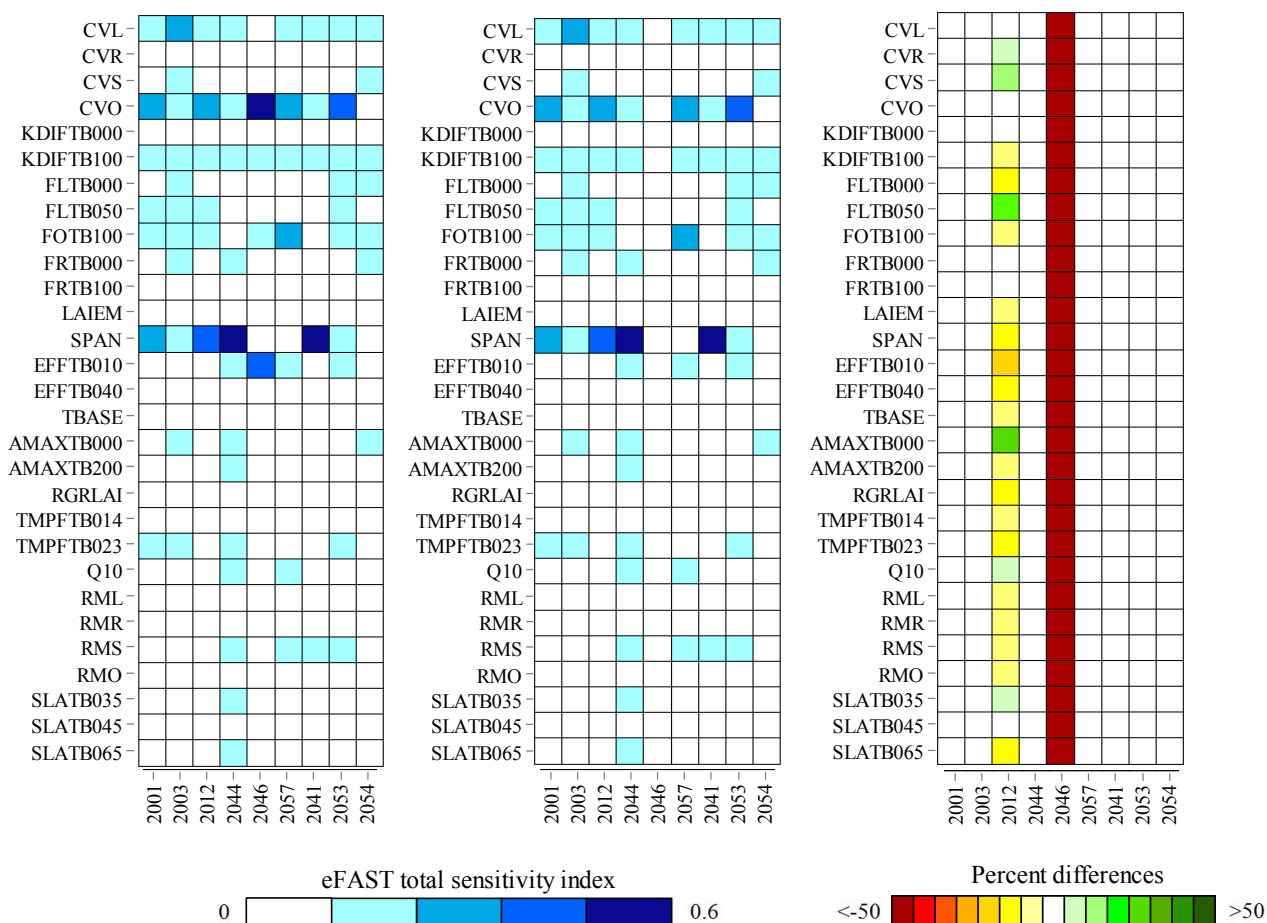 CVL
CVR
CVS
CVO
KDIFTB000
KDIFTB100
FLTB000
FLTB050
FOTB100
FRTB000
FRTB100
LAIEM
SPAN
EFFTB010
EFFTB040
TBASE
AMAXTB000
AMAXTB200
RGRLAI
TMPFTB014
TMPFTB023
Q10
RML
RMR
RMS
RMO
SLATB035
SLATB045
SLATB065
2001
2003
2012
2044
2046
2057
2041
2053
2054
CVL
CVR
CVS
CVO
KDIFTB000
KDIFTB100
FLTB000
FLTB050
FOTB100
FRTB000
FRTB100
LAIEM
SPAN
EFFTB010
EFFTB040
TBASE
AMAXTB000
AMAXTB200
RGRLAI
TMPFTB014
TMPFTB023
Q10
RML
RMR
RMS
RMO
SLATB035
SLATB045
SLATB065
2001
2003
2012
2044
2046
2057
2041
2053
2054
CVL
CVR
CVS
CVO
KDIFTB000
KDIFTB100
FLTB000
FLTB050
FOTB100
FRTB000
FRTB100
LAIEM
SPAN
EFFTB010
EFFTB040
TBASE
AMAXTB000
AMAXTB200
RGRLAI
TMPFTB014
TMPFTB023
Q10
RML
RMR
RMS
RMO
SLATB035
SLATB045
SLATB065
2001
2003
2012
2044
2046
2057
2041
2053
2054
eFAST total sensitivity index
0 0.6
Percent differences
<-50 >50